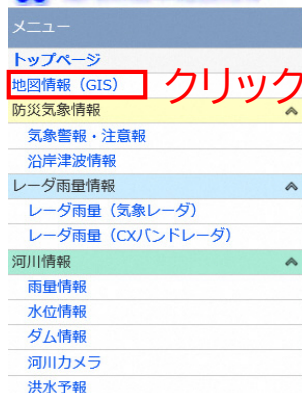 メニュー
トップページ
地図情報（GIS） クリック
防災気象情報
気象警報・注意報
沿岸津波情報
レーダ雨量情報
レーダ雨量（気象レーダ）
レーダ雨量（CXバンドレーダ）
河川情報
雨量情報
水位情報
ダム情報
河川カメラ
洪水予報